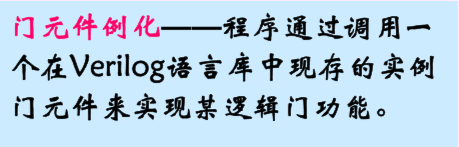 门元件例化——程序通过调用一
个在Verilog语言库中现存的实例
门元件来实现某逻辑门功能。